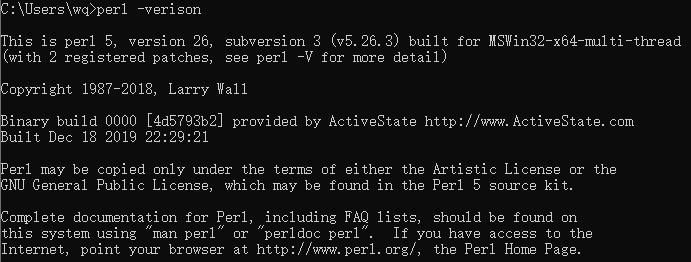 C:\Users\wq>perl -verison
This is perl 5, version 26, subversion 3 (v5.26.3) built for MSWin32-x64-multi-thread
(with 2 registered patches, see perl -V for more detail)
Copyright 1987-2018, Larry Wall
Binary build 0000 [4d5793b2] provided by ActiveState http://www.ActiveState.com
Built Dec 18 2019 22:29:21
Perl may be copied only under the terms of either the Artistic License or the
GNU General Public License, which may be found in the Perl 5 source kit.
Complete documentation for Perl, including FAQ lists, should be found on
this system using "man perl" or "perldoc perl".  If you have access to the
Internet, point your browser at http://www.perl.org/, the Perl Home Page.